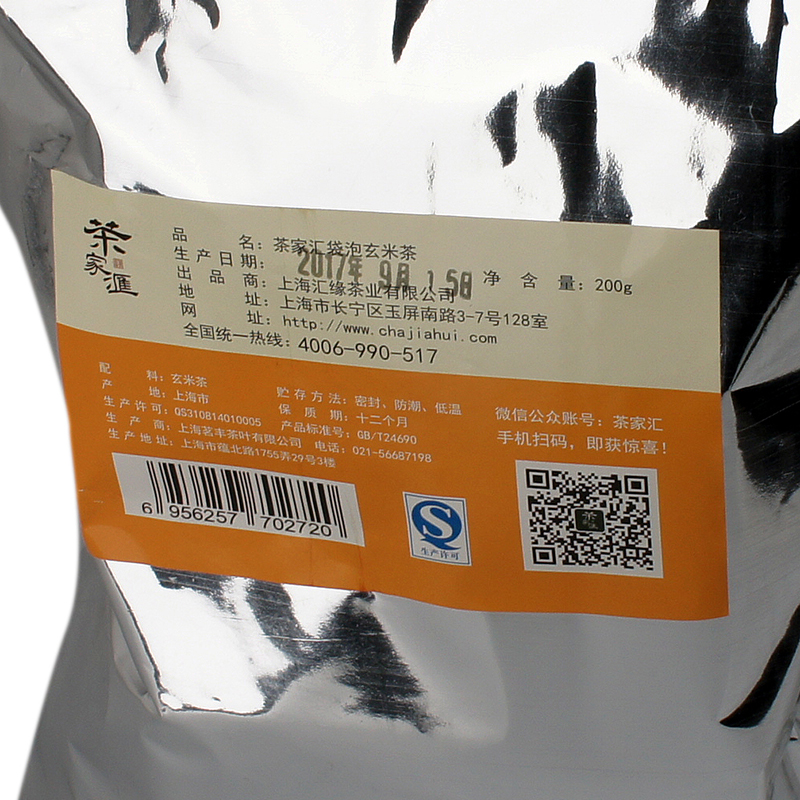 茶家汇
品 名：茶家汇袋泡玄米茶
生产日期：2017年 9月 15日
净 含 量：200g
出 品 商：上海汇缘茶业有限公司
地 址：上海市长宁区玉屏南路3-7号128室
网 址：http://www.chajiahui.com
全国统一热线：4006-990-517
配 料：玄米茶
产 地：上海市
生产许可：QS310814010005
生 产 商：上海茗丰茶叶有限公司 电话：021-56687198
生产地址：上海市蕴北路1755弄29号3楼
贮存方法：密封、防潮、低温
保 质 期：十二个月
产品标准号：GB/T24690
微信公众账号：茶家汇
手机扫码，即获惊喜！
6 956257 702720
生产许可